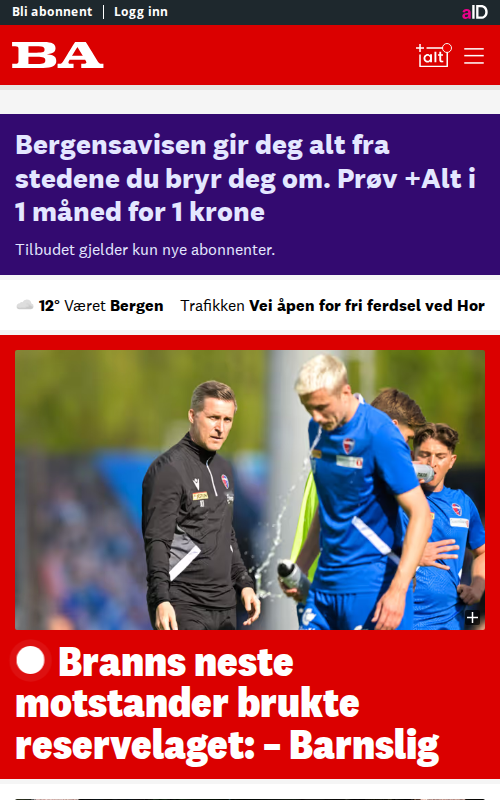 Bli abonnent | Logg inn
aID
BA
+alt
Bergensavisen gir deg alt fra
stedene du bryr deg om. Prøv +Alt i
1 måned for 1 krone
Tilbudet gjelder kun nye abonnenter.
12° Været Bergen Trafikken Vei åpen for fri ferdsel ved Hor
Branns neste
motstander brukte
reservelaget: – Barnslig